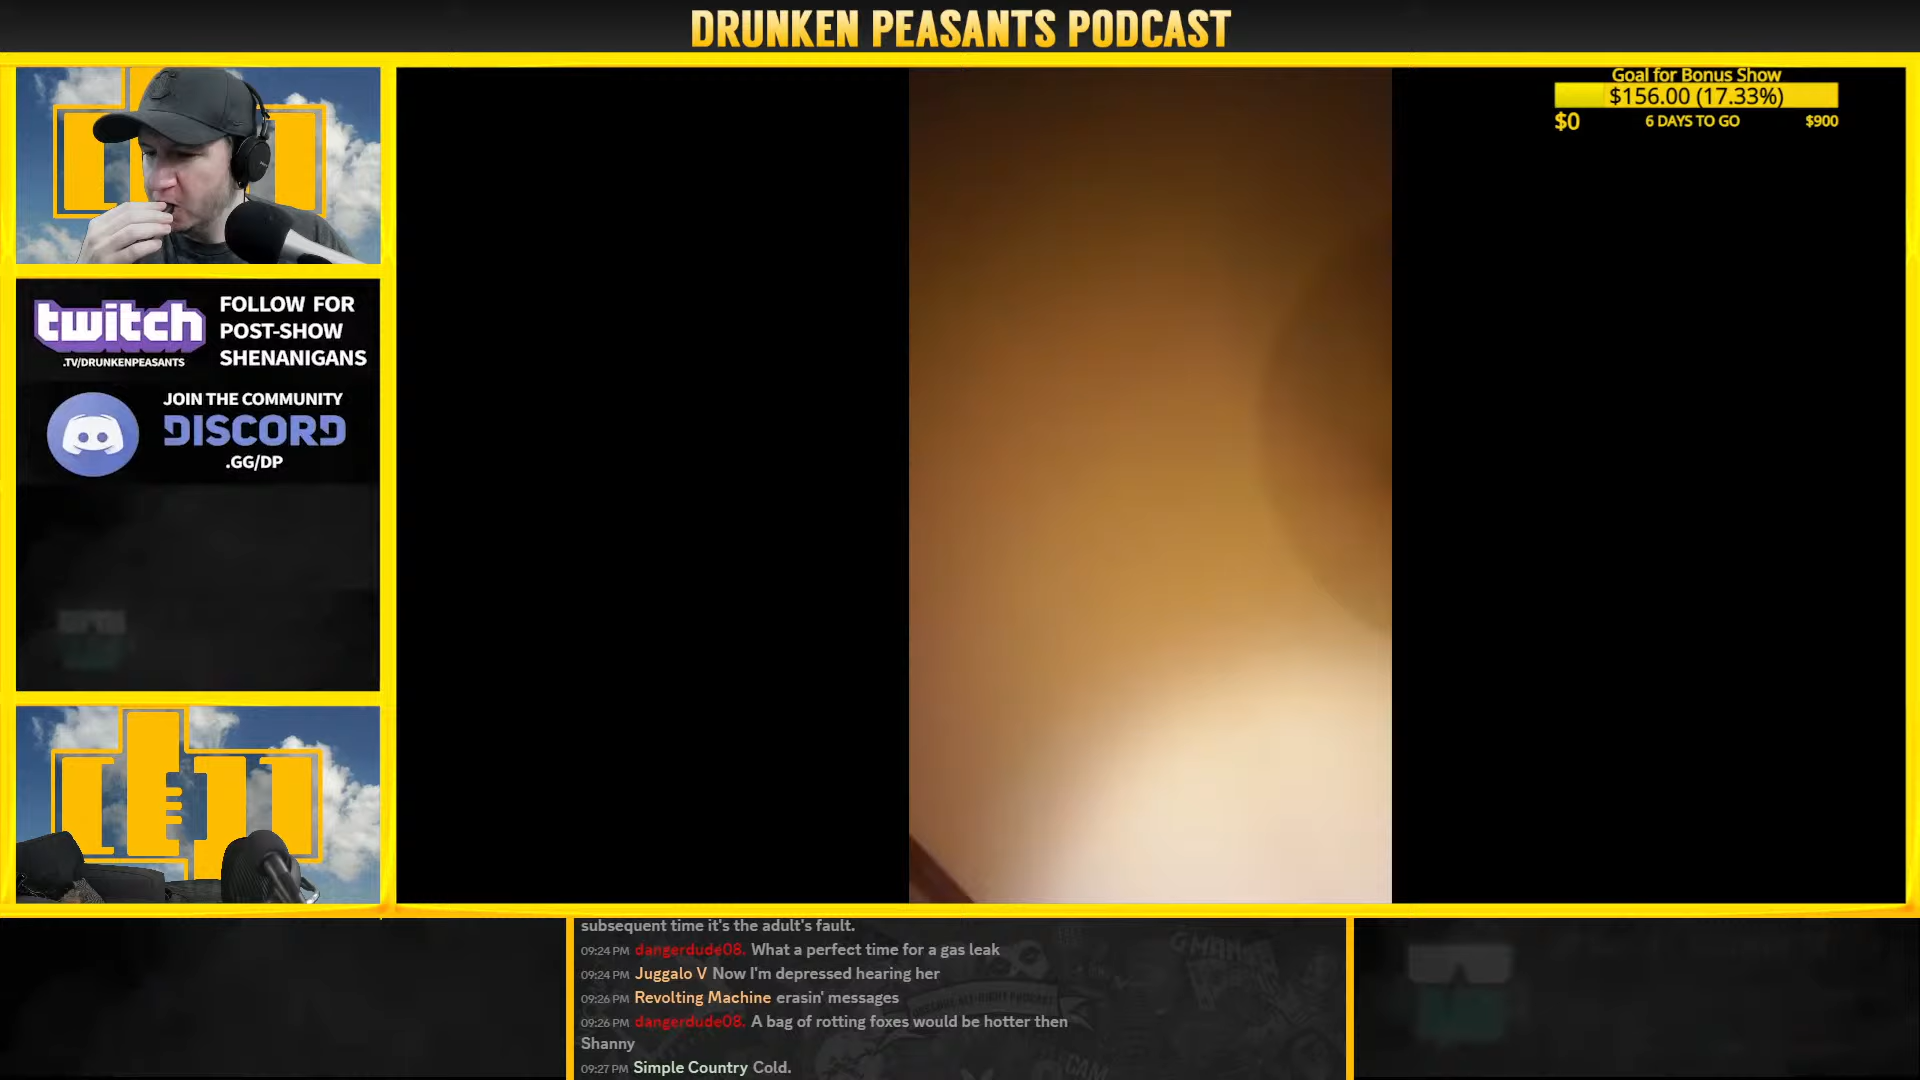 DRUNKEN PEASANTS PODCAST
Goal for Bonus Show
$156.00 (17.33%)
$0 6 DAYS TO GO $900
twitch
.TV/DRUNKENPEASANTS
FOLLOW FOR
POST-SHOW
SHENANIGANS
JOIN THE COMMUNITY
DISCORD
.GG/DP
subsequent time it's the adult's fault.
09:24 PM dangerdude08. What a perfect time for a gas leak
09:24 PM Juggalo V Now I'm depressed hearing her
09:26 PM Revolting Machine erasin' messages
09:26 PM dangerdude08. A bag of rotting foxes would be hotter then
Shanny
09:27 PM Simple Country Cold.